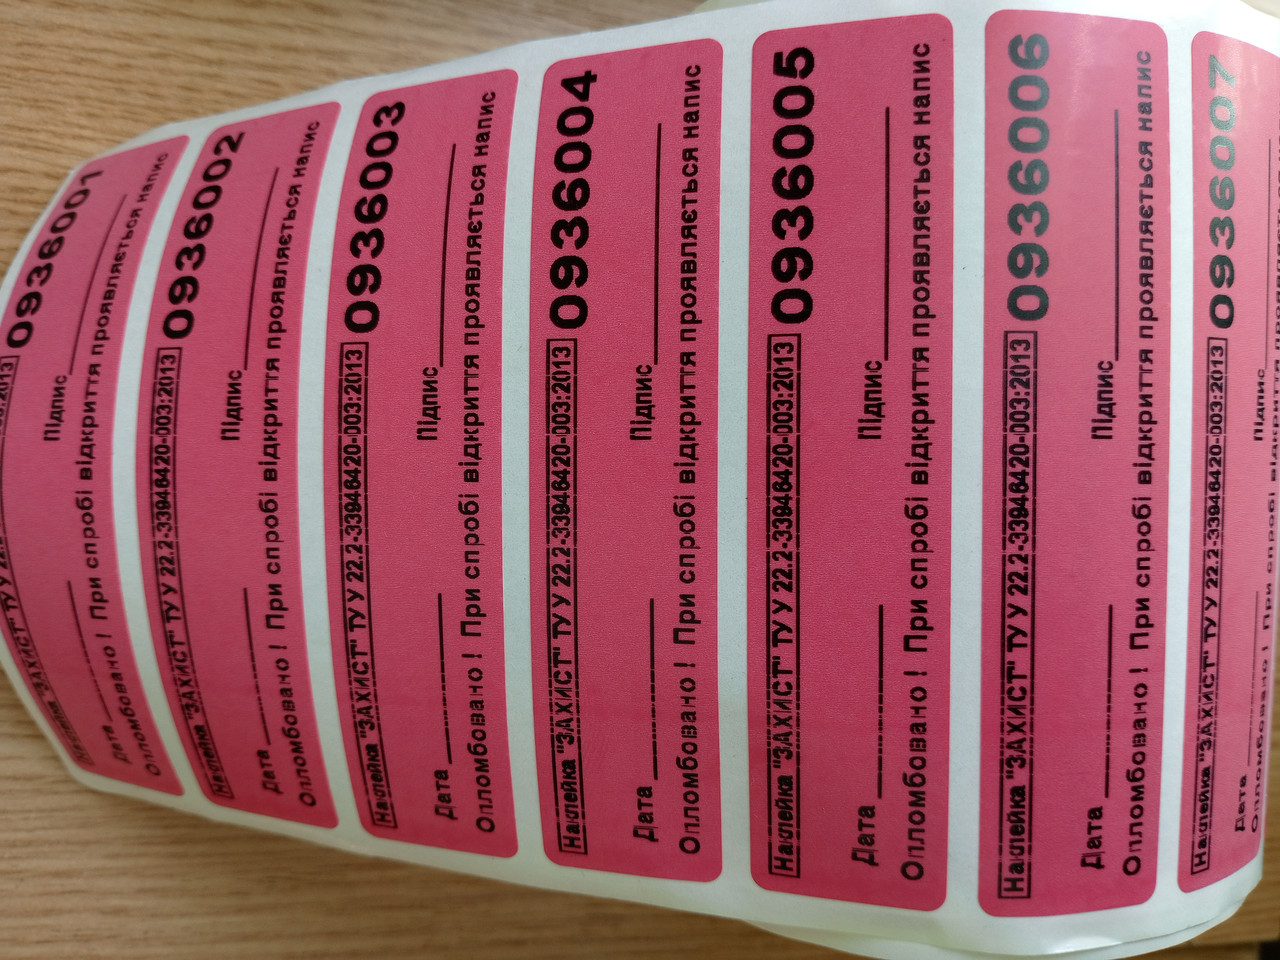 Наклейка "ЗАХИСТ" ТУ У 22.2-33946420-003:2013 0936001
Дата Підпис
Опломбовано! При спробі відкриття проявляється напис
Наклейка "ЗАХИСТ" ТУ У 22.2-33946420-003:2013 0936002
Дата Підпис
Опломбовано! При спробі відкриття проявляється напис
Наклейка "ЗАХИСТ" ТУ У 22.2-33946420-003:2013 0936003
Дата Підпис
Опломбовано! При спробі відкриття проявляється напис
Наклейка "ЗАХИСТ" ТУ У 22.2-33946420-003:2013 0936004
Дата Підпис
Опломбовано! При спробі відкриття проявляється напис
Наклейка "ЗАХИСТ" ТУ У 22.2-33946420-003:2013 0936005
Дата Підпис
Опломбовано! При спробі відкриття проявляється напис
Наклейка "ЗАХИСТ" ТУ У 22.2-33946420-003:2013 0936006
Дата Підпис
Опломбовано! При спробі відкриття проявляється напис
Наклейка "ЗАХИСТ" ТУ У 22.2-33946420-003:2013 0936007
Дата Підпис
Опломбовано! При спробі відкриття